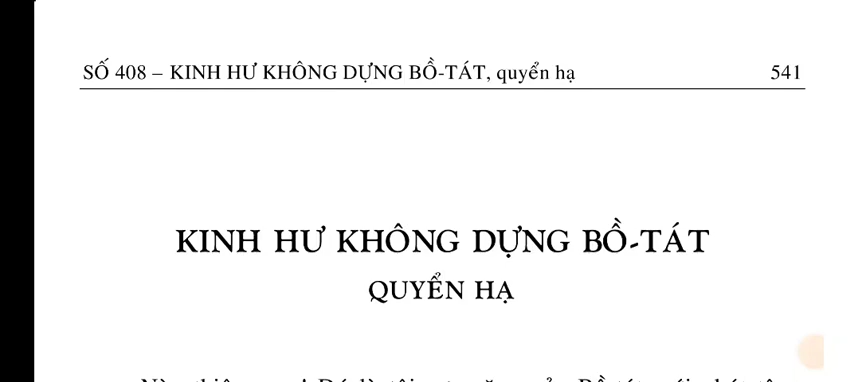 SỐ 408 – KINH HƯ KHÔNG DỰNG BỒ-TÁT, quyển hạ 541
KINH HƯ KHÔNG DỰNG BỒ-TÁT
QUYỂN HẠ